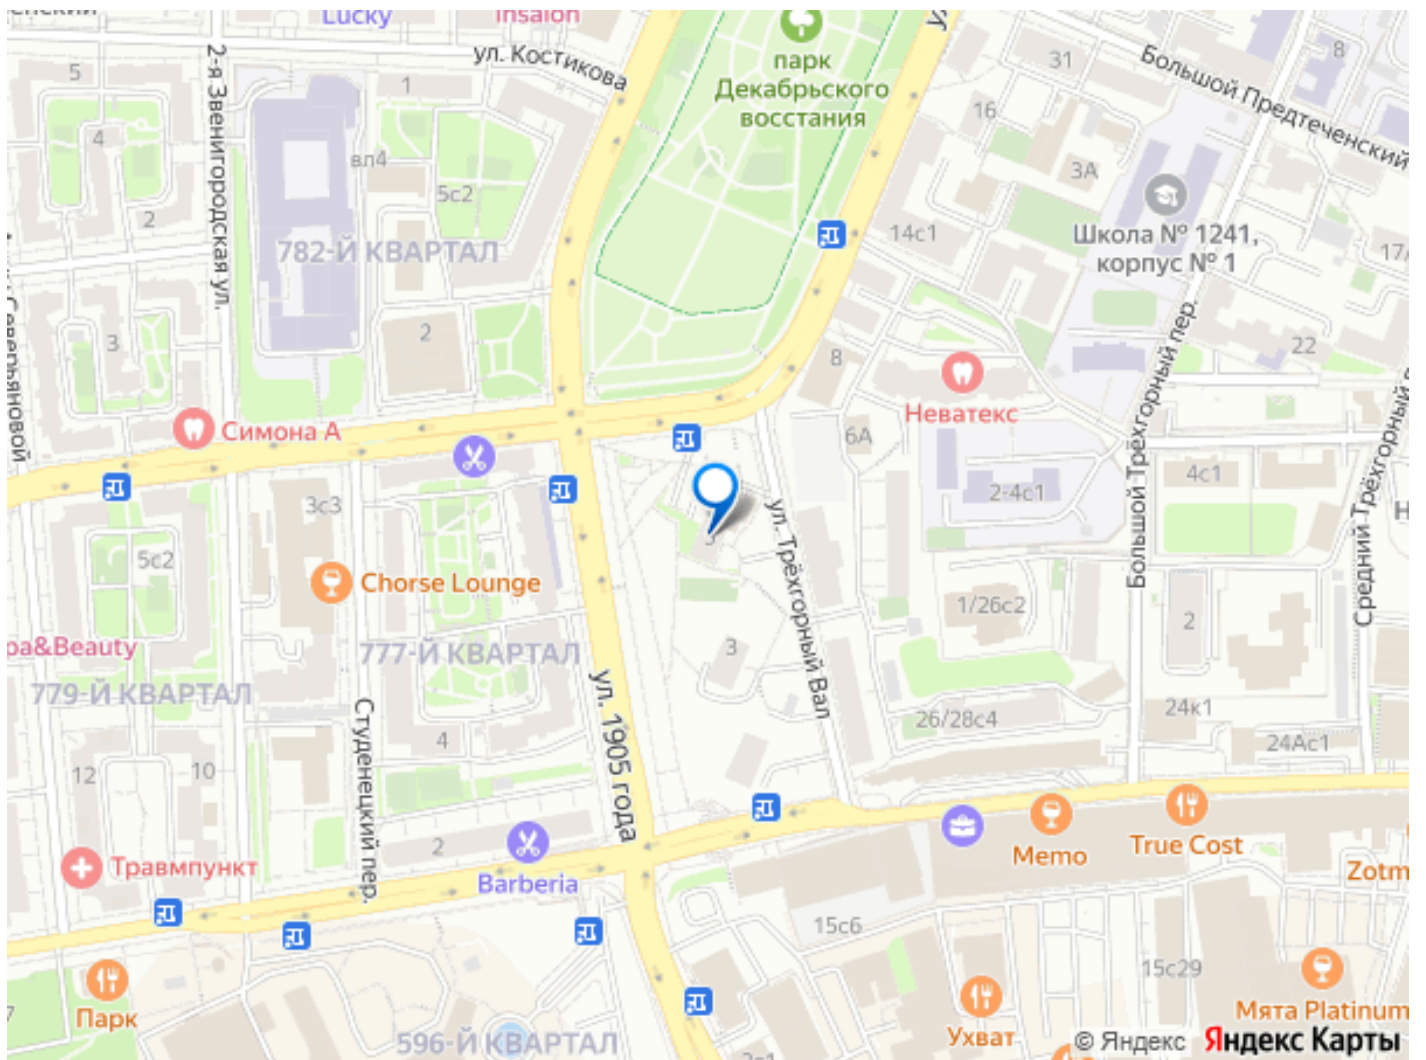 Lucky
Insalon
ул. Костикова
2-я Звенигородская ул.
парк
Декабрьского
восстания
Большой Предтеченский
31
8
16
3А
5
4
2
1
вл4
5с2
782-Й КВАРТАЛ
14с1
Школа № 1241,
корпус № 1
17/
22
3
2
8
Неватекс
6А
Симона А
3с3
2-4с1
4с1
Большой Трёхгорный пер.
ул. Трёхгорный Вал
5с2
Chorse Lounge
1/26с2
2
pa&Beauty
777-Й КВАРТАЛ
779-Й КВАРТАЛ
3
ул. 1905 года
Студенецкий пер.
26/28с4
24к1
24Ас1
4
12
10
2
Травмпункт
Barberia
Memo
True Cost
Zotm
15с6
15с29
Парк
596-Й КВАРТАЛ
Ухват
Мята Platinum
© Яндекс Яндекс Карты